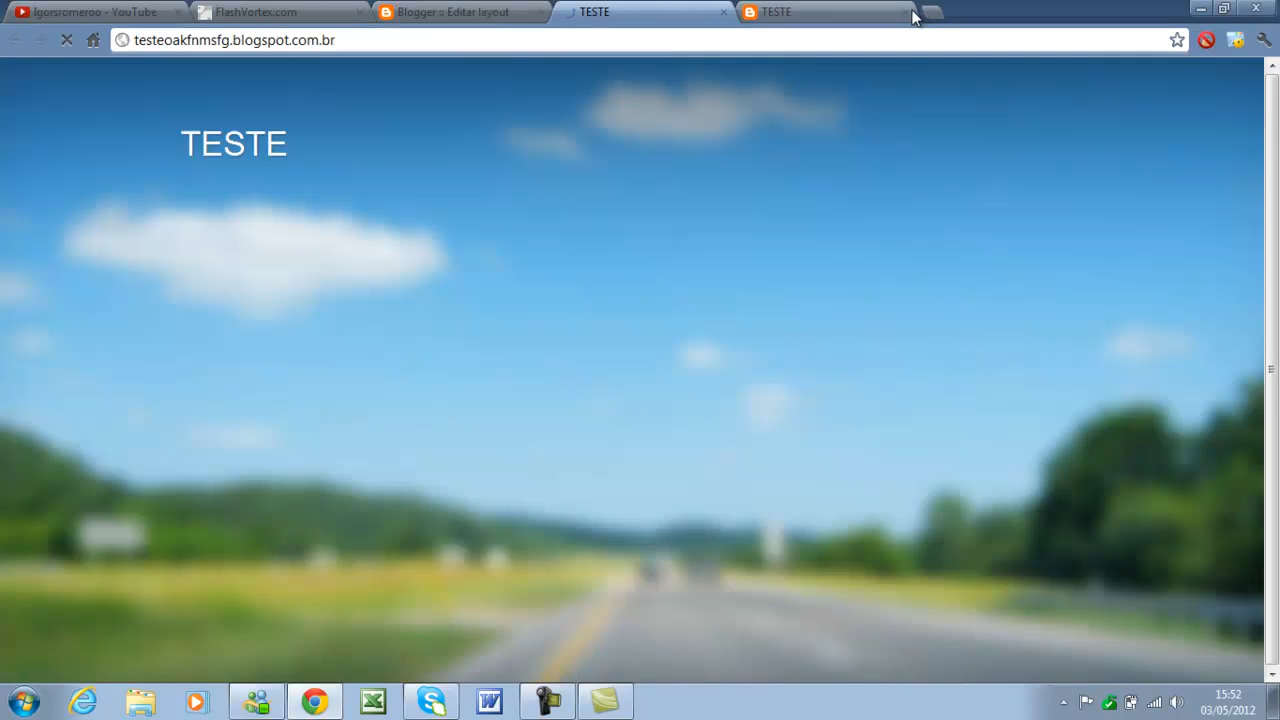 Igorsromeroo - YouTube
FlashVortex.com
Blogger :: Editar layout
TESTE
TESTE
testeoakfnmsfg.blogspot.com.br
TESTE
15:52
03/05/2012